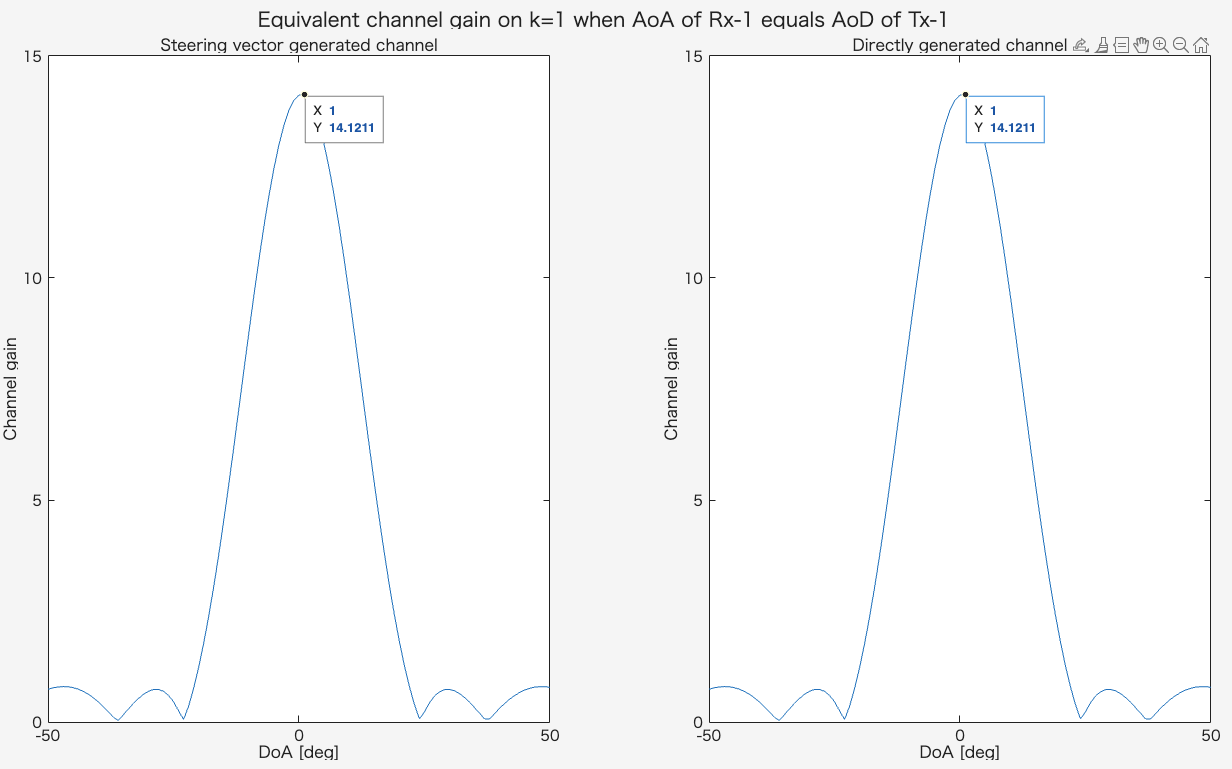 Equivalent channel gain on k=1 when AoA of Rx-1 equals AoD of Tx-1
Steering vector generated channel
15
10
5
0
-50
0
50
Channel gain
DoA [deg]
X 1
Y 14.1211
Directly generated channel
15
10
5
0
-50
0
50
Channel gain
DoA [deg]
X 1
Y 14.1211